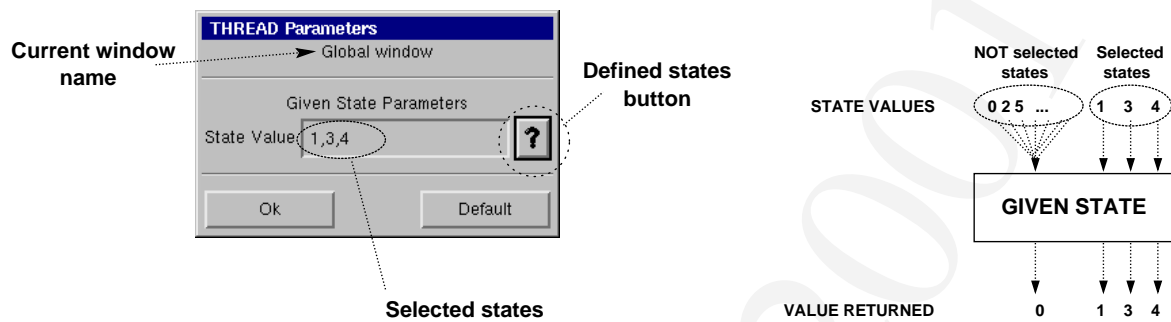 THREAD Parameters
Global window
Current window
name
Given State Parameters
State Value
1,3,4
?
Ok
Default
Defined states
button
Selected states
NOT selected
states
Selected
states
STATE VALUES
0 2 5 ...
1 3 4
GIVEN STATE
VALUE RETURNED
0
1 3 4
2001